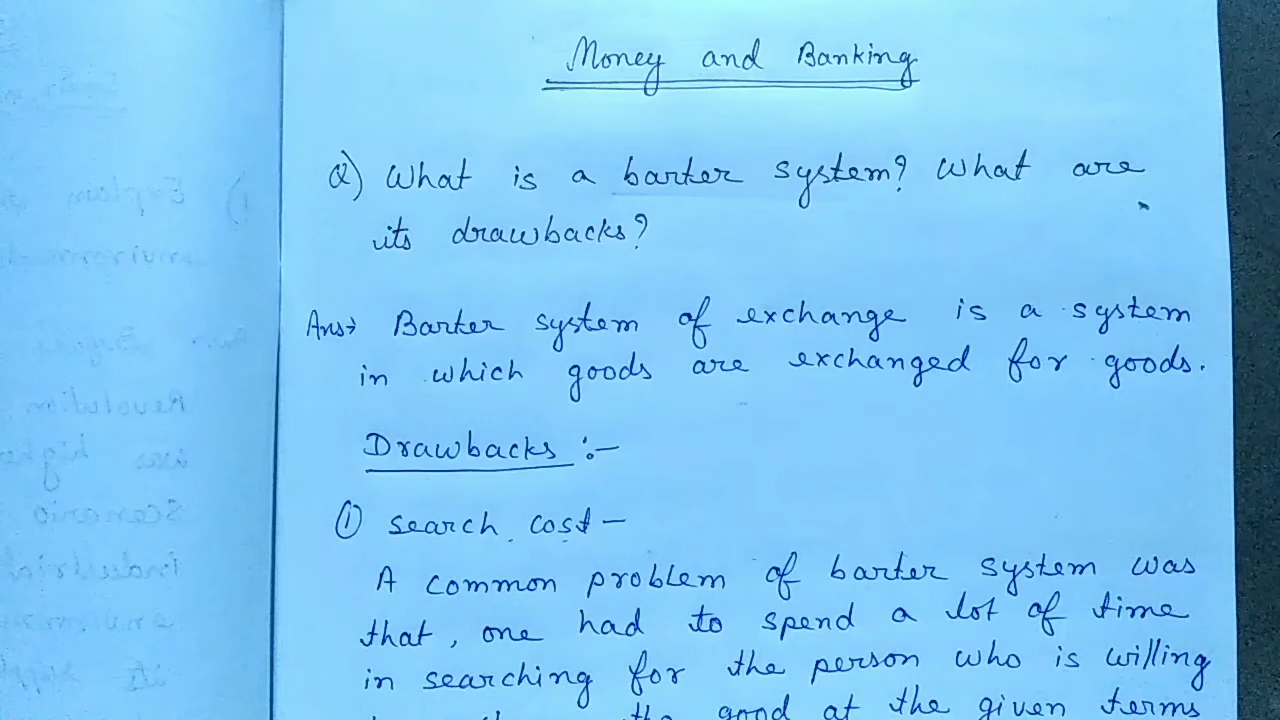 Money and Banking
Q) What is a barter system? What are
its drawbacks?
Ans→ Barter system of exchange is a system
in which goods are exchanged for goods.
Drawbacks :-
① search cost –
A common problem of barter system was
that, one had to spend a lot of time
in searching for the person who is willing
the good at the given terms